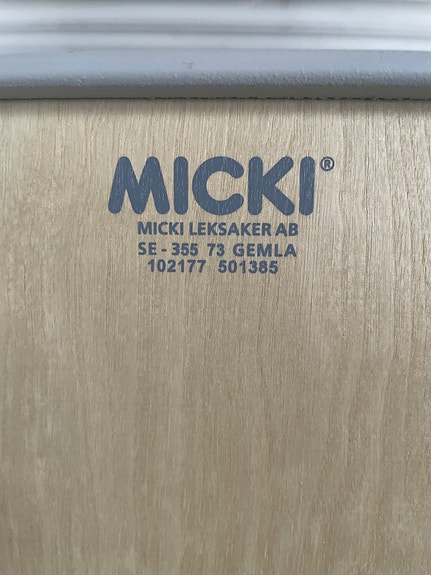 MICKI®
MICKI LEKSAKER AB
SE - 355 73 GEMLA
102177 501385